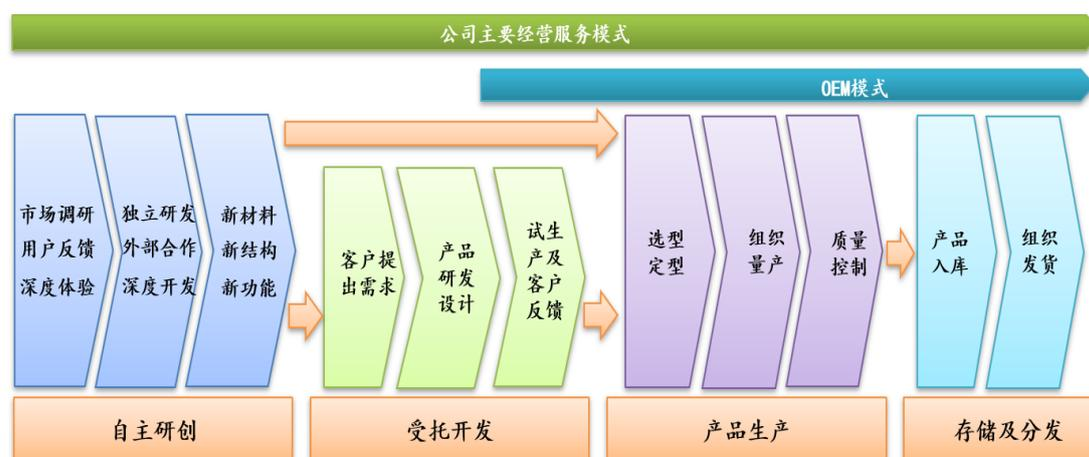 公司主要经营服务模式
OEM模式
市场调研
用户反馈
深度体验
独立研发
外部合作
深度开发
新材料
新结构
新功能
客户提
出需求
产品
研发
设计
试生
产及
客户
反馈
选型
定型
组织
量产
质量
控制
产品
入库
组织
发货
自主研创
受托开发
产品生产
存储及分发